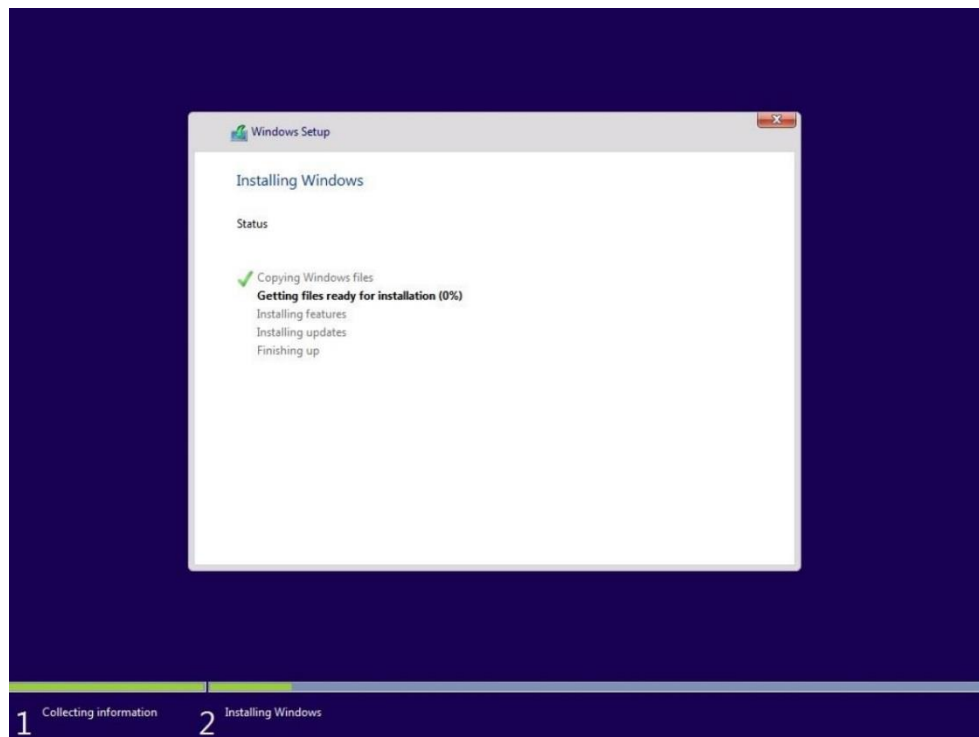 Windows Setup
Installing Windows
Status
Copying Windows files
Getting files ready for installation (0%)
Installing features
Installing updates
Finishing up
1 Collecting information
2 Installing Windows